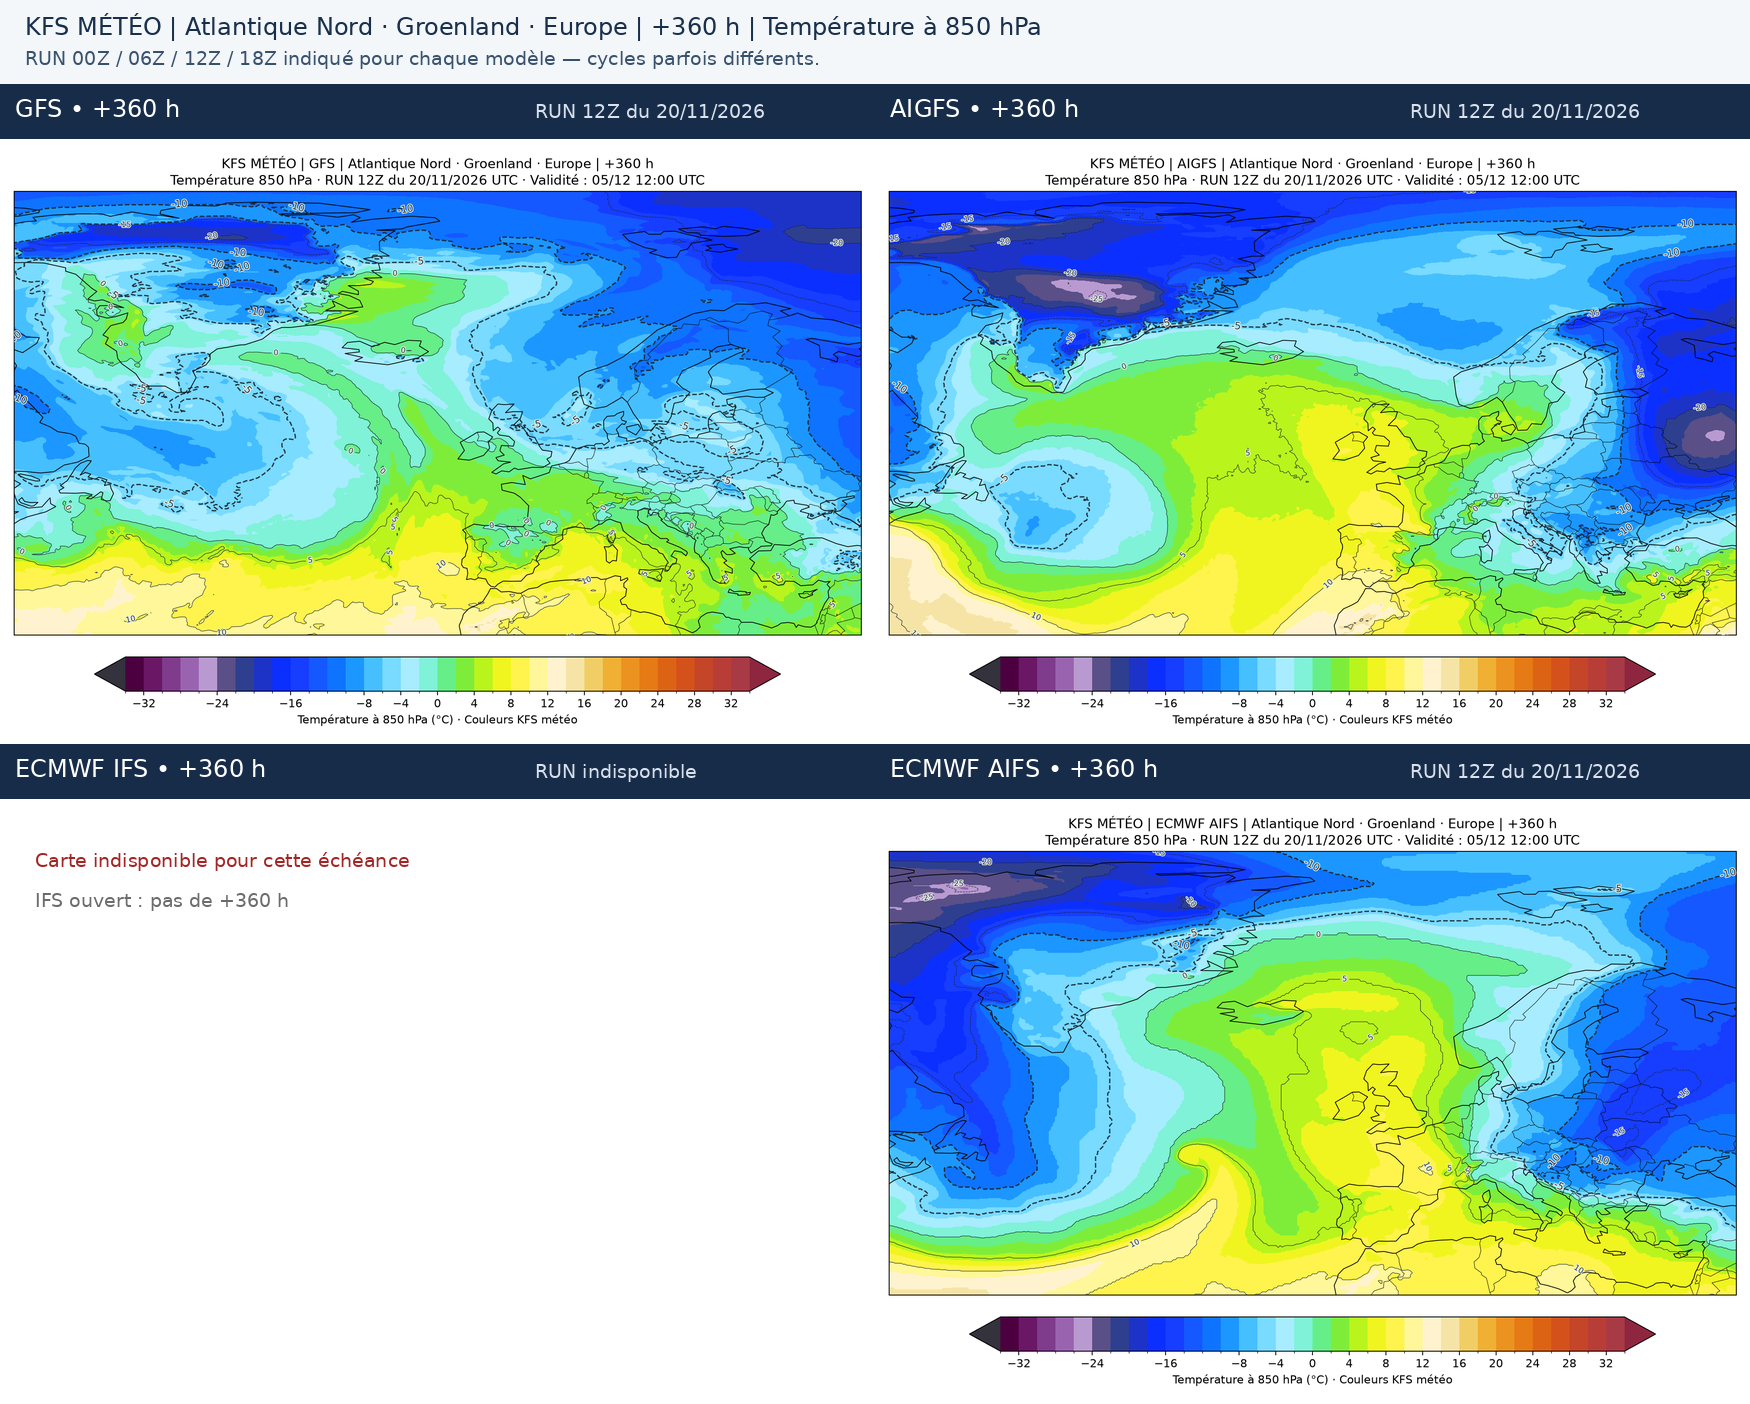 KFS MÉTÉO | Atlantique Nord · Groenland · Europe | +360 h | Température à 850 hPa
RUN 00Z / 06Z / 12Z / 18Z indiqué pour chaque modèle — cycles parfois différents.
GFS • +360 h
RUN 12Z du 20/11/2026
KFS MÉTÉO | GFS | Atlantique Nord · Groenland · Europe | +360 h
Température 850 hPa · RUN 12Z du 20/11/2026 UTC · Validité : 05/12 12:00 UTC
−32 −24 −16 −8 −4 0 4 8 12 16 20 24 28 32
Température à 850 hPa (°C) · Couleurs KFS météo
AIGFS • +360 h
RUN 12Z du 20/11/2026
KFS MÉTÉO | AIGFS | Atlantique Nord · Groenland · Europe | +360 h
Température 850 hPa · RUN 12Z du 20/11/2026 UTC · Validité : 05/12 12:00 UTC
−32 −24 −16 −8 −4 0 4 8 12 16 20 24 28 32
Température à 850 hPa (°C) · Couleurs KFS météo
ECMWF IFS • +360 h
RUN indisponible
Carte indisponible pour cette échéance
IFS ouvert : pas de +360 h
ECMWF AIFS • +360 h
RUN 12Z du 20/11/2026
KFS MÉTÉO | ECMWF AIFS | Atlantique Nord · Groenland · Europe | +360 h
Température 850 hPa · RUN 12Z du 20/11/2026 UTC · Validité : 05/12 12:00 UTC
−32 −24 −16 −8 −4 0 4 8 12 16 20 24 28 32
Température à 850 hPa (°C) · Couleurs KFS météo